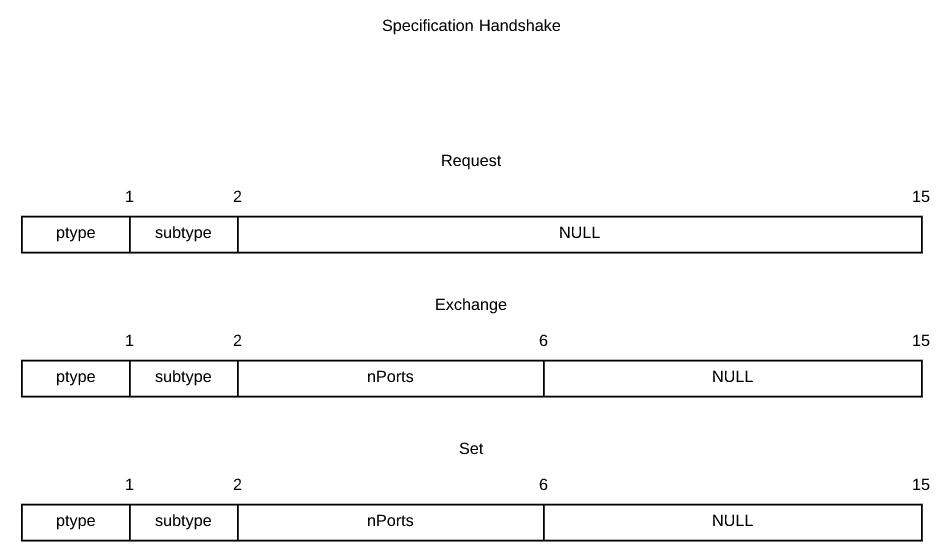 Specification Handshake
Request
1 2 15
ptype subtype NULL
Exchange
1 2 6 15
ptype subtype nPorts NULL
Set
1 2 6 15
ptype subtype nPorts NULL